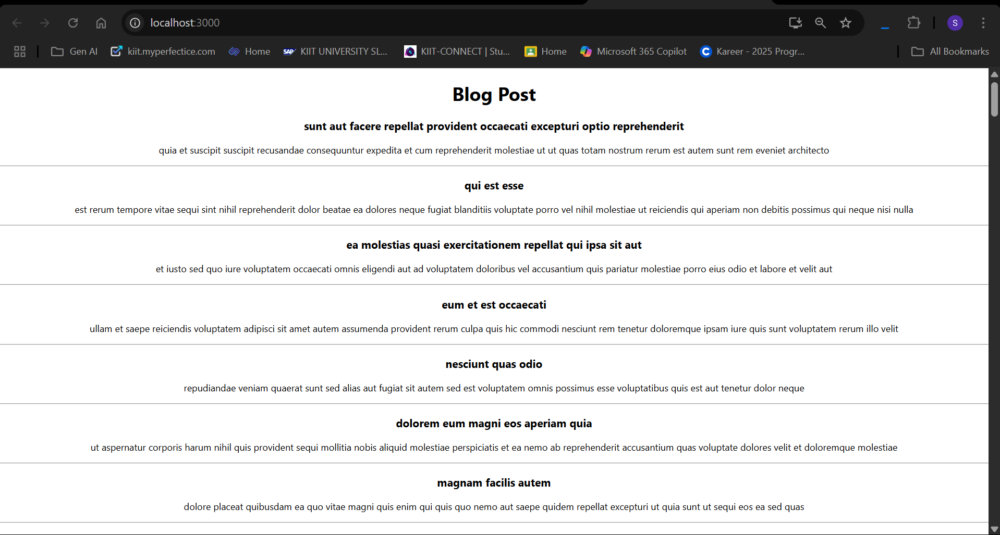 localhost:3000
S
Gen AI
kiit.myperfectice.com
Home
SAP
KIIT UNIVERSITY SL...
KIIT-CONNECT | Stu...
Home
Microsoft 365 Copilot
C
Kareer - 2025 Progr...
All Bookmarks
Blog Post
sunt aut facere repellat provident occaecati excepturi optio reprehenderit
quia et suscipit suscipit recusandae consequuntur expedita et cum reprehenderit molestiae ut ut quas totam nostrum rerum est autem sunt rem eveniet architecto
qui est esse
est rerum tempore vitae sequi sint nihil reprehenderit dolor beatae ea dolores neque fugiat blanditiis voluptate porro vel nihil molestiae ut reiciendis qui aperiam non debitis possimus qui neque nisi nulla
ea molestias quasi exercitationem repellat qui ipsa sit aut
et iusto sed quo iure voluptatem occaecati omnis eligendi aut ad voluptatem doloribus vel accusantium quis pariatur molestiae porro eius odio et labore et velit aut
eum et est occaecati
ullam et saepe reiciendis voluptatem adipisci sit amet autem assumenda provident rerum culpa quis hic commodi nesciunt rem tenetur doloremque ipsam iure quis sunt voluptatem rerum illo velit
nesciunt quas odio
repudiandae veniam quaerat sunt sed alias aut fugiat sit autem sed est voluptatem omnis possimus esse voluptatibus quis est aut tenetur dolor neque
dolorem eum magni eos aperiam quia
ut aspernatur corporis harum nihil quis provident sequi mollitia nobis aliquid molestiae perspiciatis et ea nemo ab reprehenderit accusantium quas voluptate dolores velit et doloremque molestiae
magnam facilis autem
dolore placeat quibusdam ea quo vitae magni quis enim qui quis quo nemo aut saepe quidem repellat excepturi ut quia sunt ut sequi eos ea sed quas